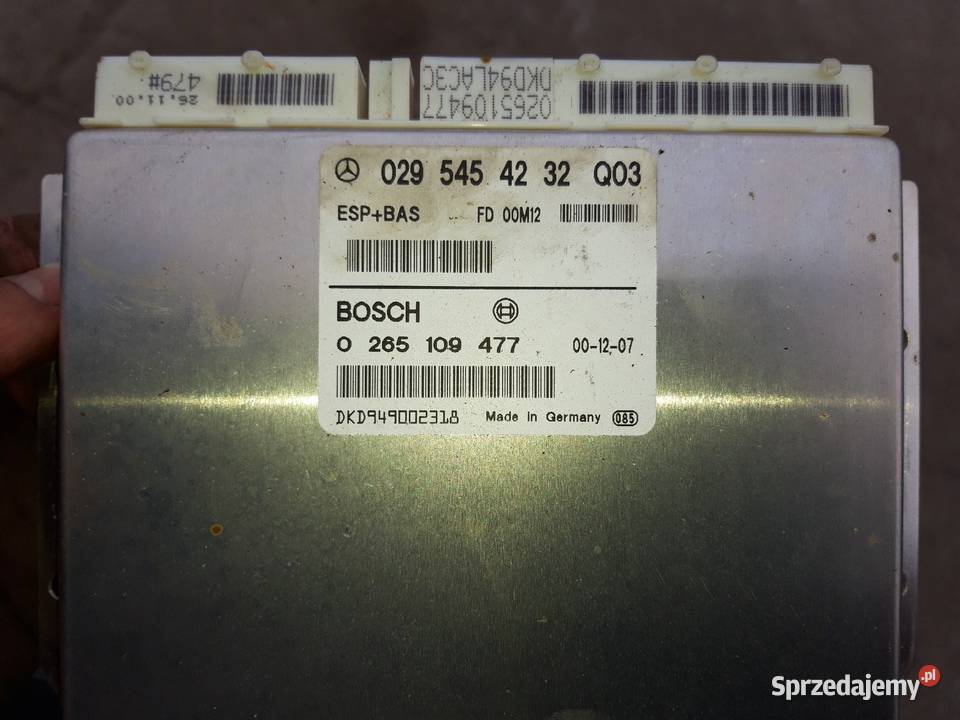 479#
26.11.00
DKD94LAC3C
0265109477
029 545 42 32 Q03
ESP+BAS FD 00M12
BOSCH
0 265 109 477 00-12-07
DKD949002318 Made in Germany 085
Sprzedajemy.pl